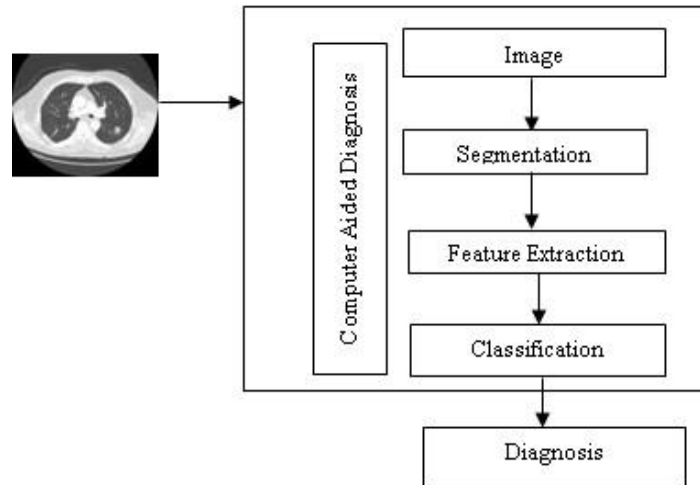 Computer Aided Diagnosis
Image
Segmentation
Feature Extraction
Classification
Diagnosis